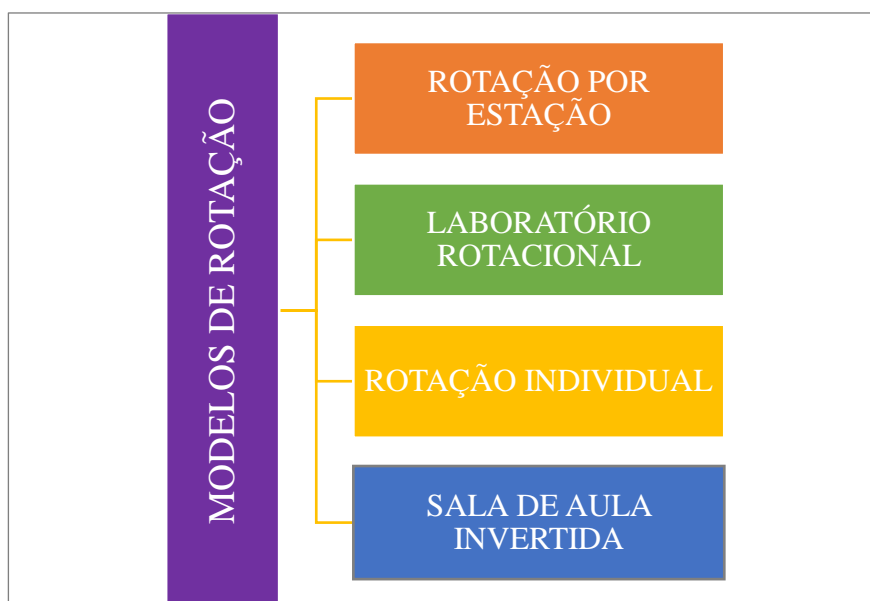 MODELOS DE ROTAÇÃO
ROTAÇÃO POR
ESTAÇÃO
LABORATÓRIO
ROTACIONAL
ROTAÇÃO INDIVIDUAL
SALA DE AULA
INVERTIDA